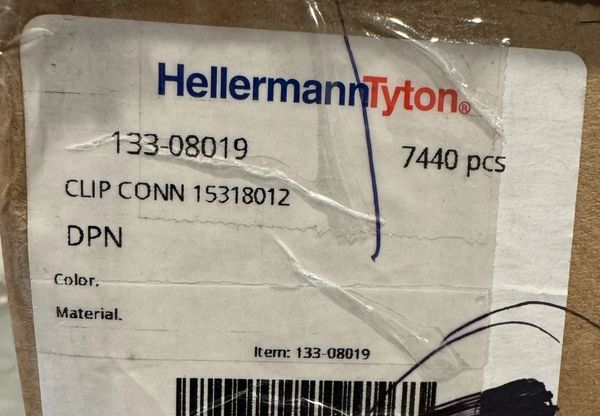 HellermannTyton®
133-08019 7440 pcs
CLIP CONN 15318012
DPN
Color.
Material.
Item: 133-08019